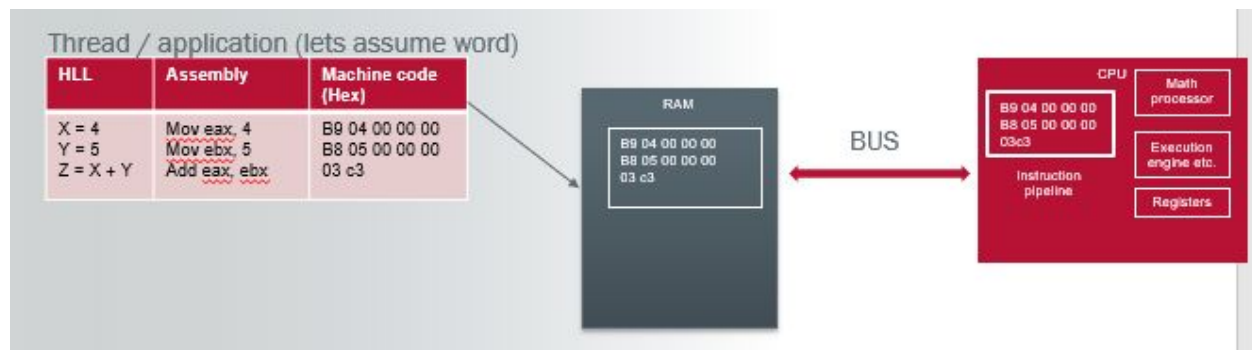 Thread / application (lets assume word)
HLL Assembly Machine code
(Hex)
X = 4 Mov eax, 4 B9 04 00 00 00
Y = 5 Mov ebx, 5 B8 05 00 00 00
Z = X + Y Add eax, ebx 03 c3
RAM
B9 04 00 00 00
B8 05 00 00 00
03 c3
BUS
CPU
B9 04 00 00 00
B8 05 00 00 00
03c3
Instruction
pipeline
Math
processor
Execution
engine etc.
Registers